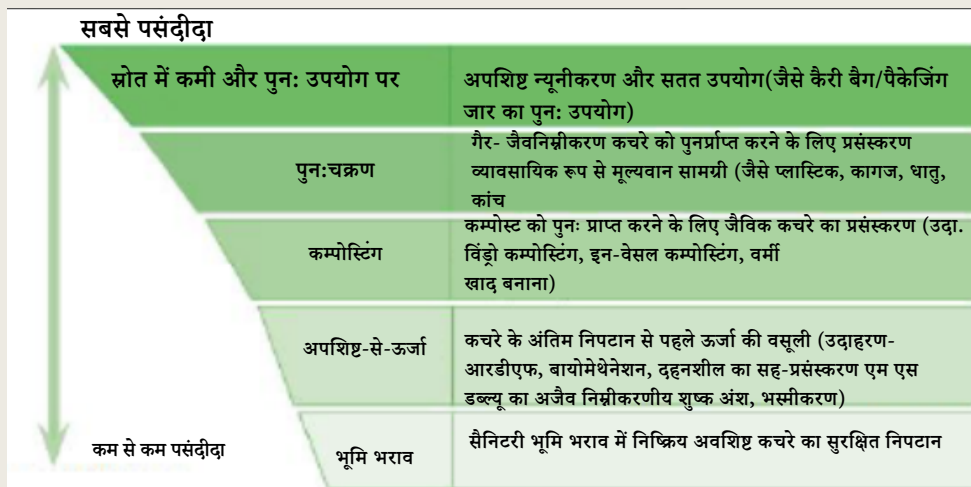 सबसे पसंदीदा
स्रोत में कमी और पुन: उपयोग पर
अपशिष्ट न्यूनीकरण और सतत उपयोग(जैसे कैरी बैग/पैकेजिंग
जार का पुन: उपयोग)
पुन:चक्रण
गैर- जैवनिम्नीकरण कचरे को पुनर्प्राप्त करने के लिए प्रसंस्करण
व्यावसायिक रूप से मूल्यवान सामग्री (जैसे प्लास्टिक, कागज, धातु,
कांच
कम्पोस्टिंग
कम्पोस्ट को पुनः प्राप्त करने के लिए जैविक कचरे का प्रसंस्करण (उदा.
विंड्रो कम्पोस्टिंग, इन-वेसल कम्पोस्टिंग, वर्मी
खाद बनाना)
अपशिष्ट-से-ऊर्जा
कचरे के अंतिम निपटान से पहले ऊर्जा की वसूली (उदाहरण-
आरडीएफ, बायोमेथेनेशन, दहनशील का सह-प्रसंस्करण एम एस
डब्ल्यू का अजैव निम्नीकरणीय शुष्क अंश, भस्मीकरण)
कम से कम पसंदीदा
भूमि भराव
सैनिटरी भूमि भराव में निष्क्रिय अवशिष्ट कचरे का सुरक्षित निपटान